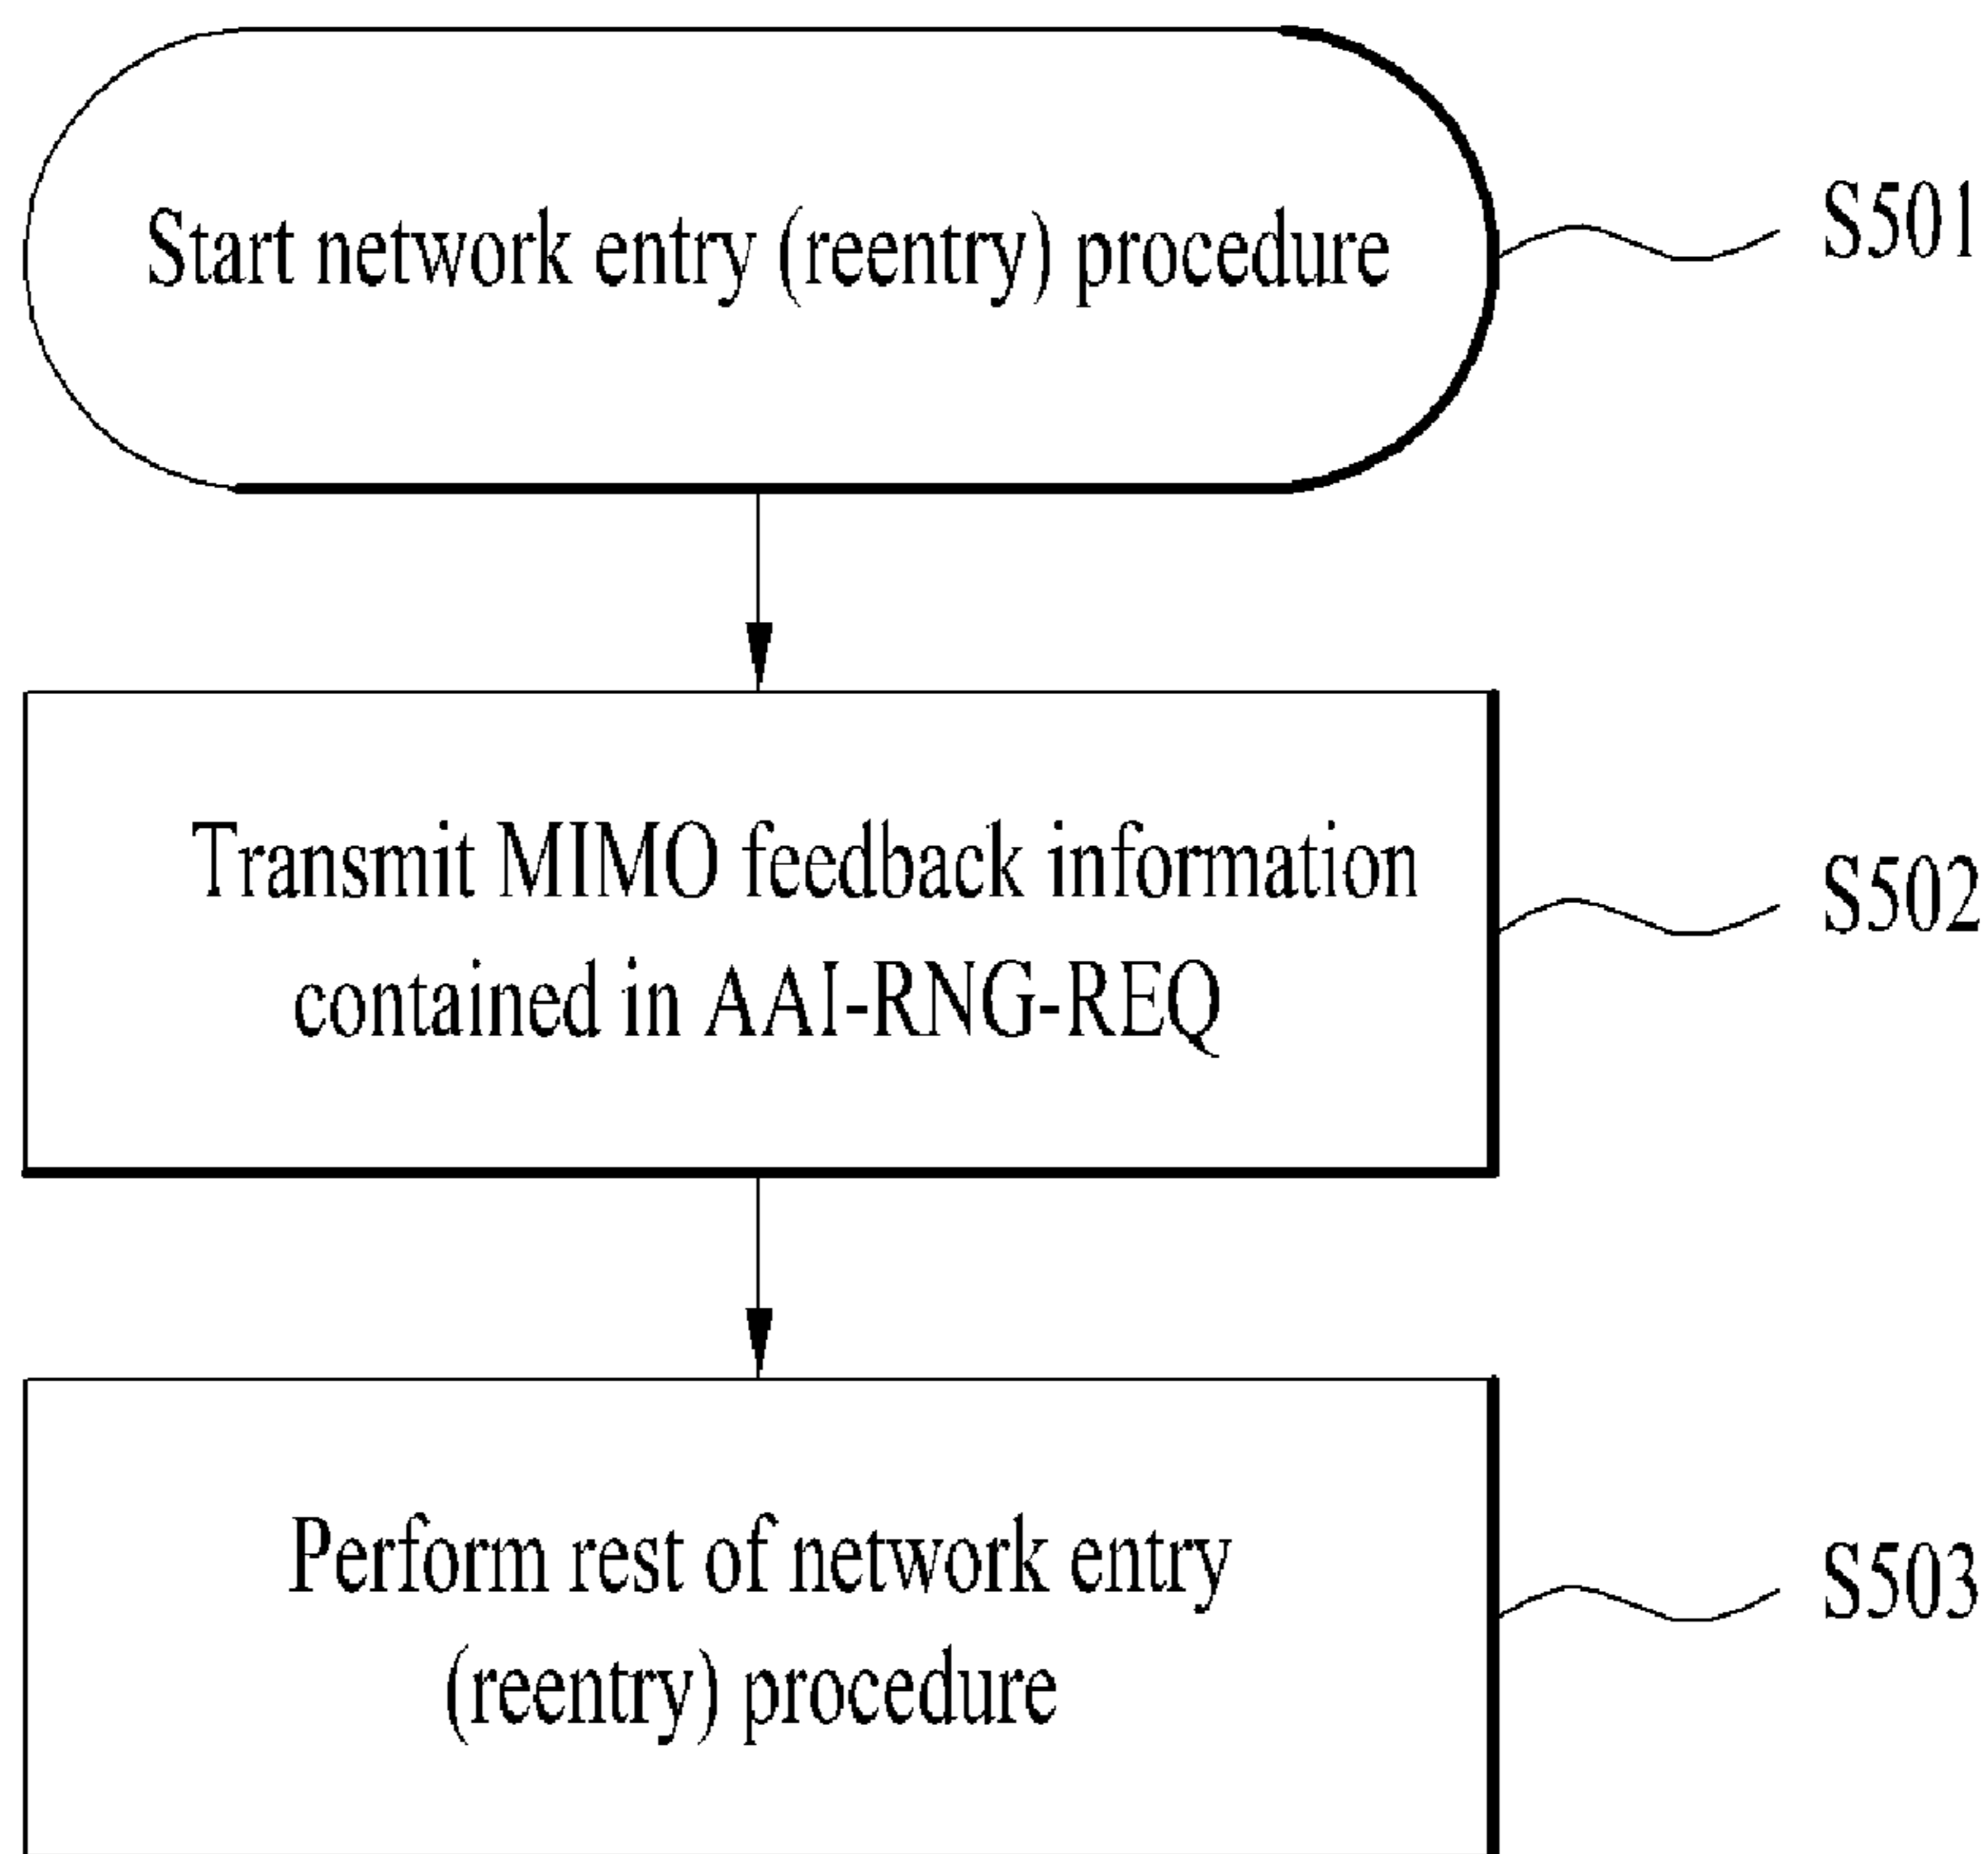 Start network entry (reentry) procedure
S501
Transmit MIMO feedback information
contained in AAI-RNG-REQ
S502
Perform rest of network entry
(reentry) procedure
S503